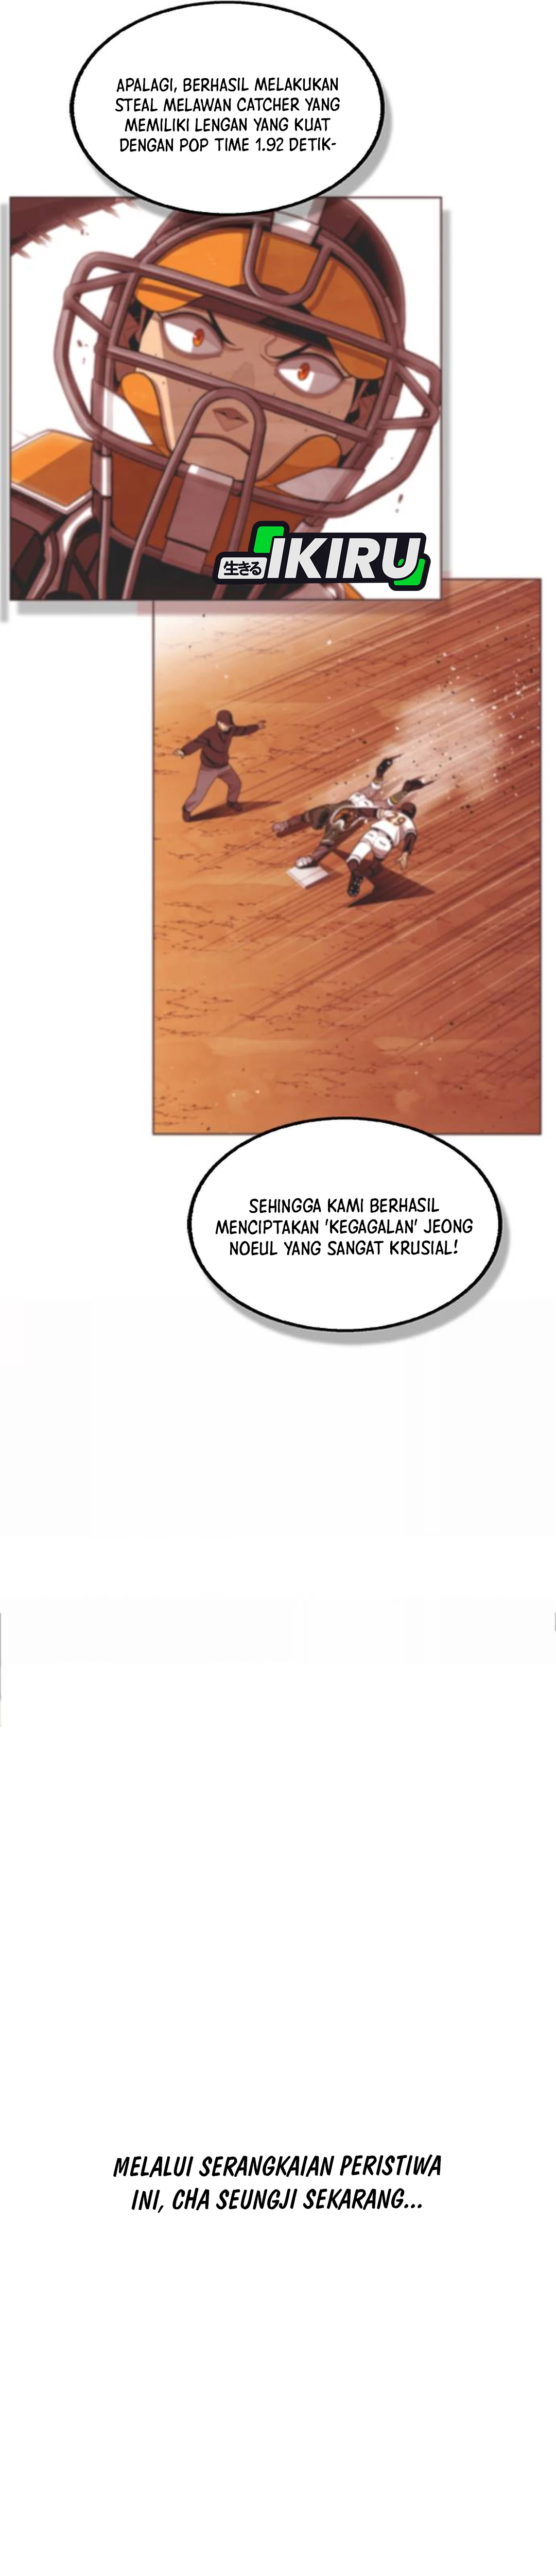 APALAGI, BERHASIL MELAKUKAN
STEAL MELAWAN CATCHER YANG
MEMILIKI LENGAN YANG KUAT
DENGAN POP TIME 1.92 DETIK-
生きる IKIRU
SEHINGGA KAMI BERHASIL
MENCIPTAKAN 'KEGAGALAN' JEONG
NOEUL YANG SANGAT KRUSIAL!
MELALUI SERANGKAIAN PERISTIWA
INI, CHA SEUNGJI SEKARANG...